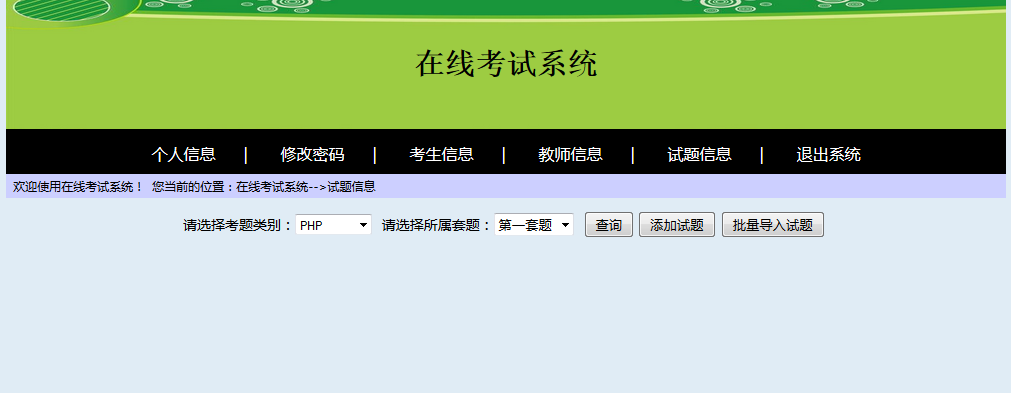 在线考试系统
个人信息 | 修改密码 | 考生信息 | 教师信息 | 试题信息 | 退出系统
欢迎使用在线考试系统！ 您当前的位置：在线考试系统-->试题信息
请选择考题类别： PHP 请选择所属套题： 第一套题 查询 添加试题 批量导入试题